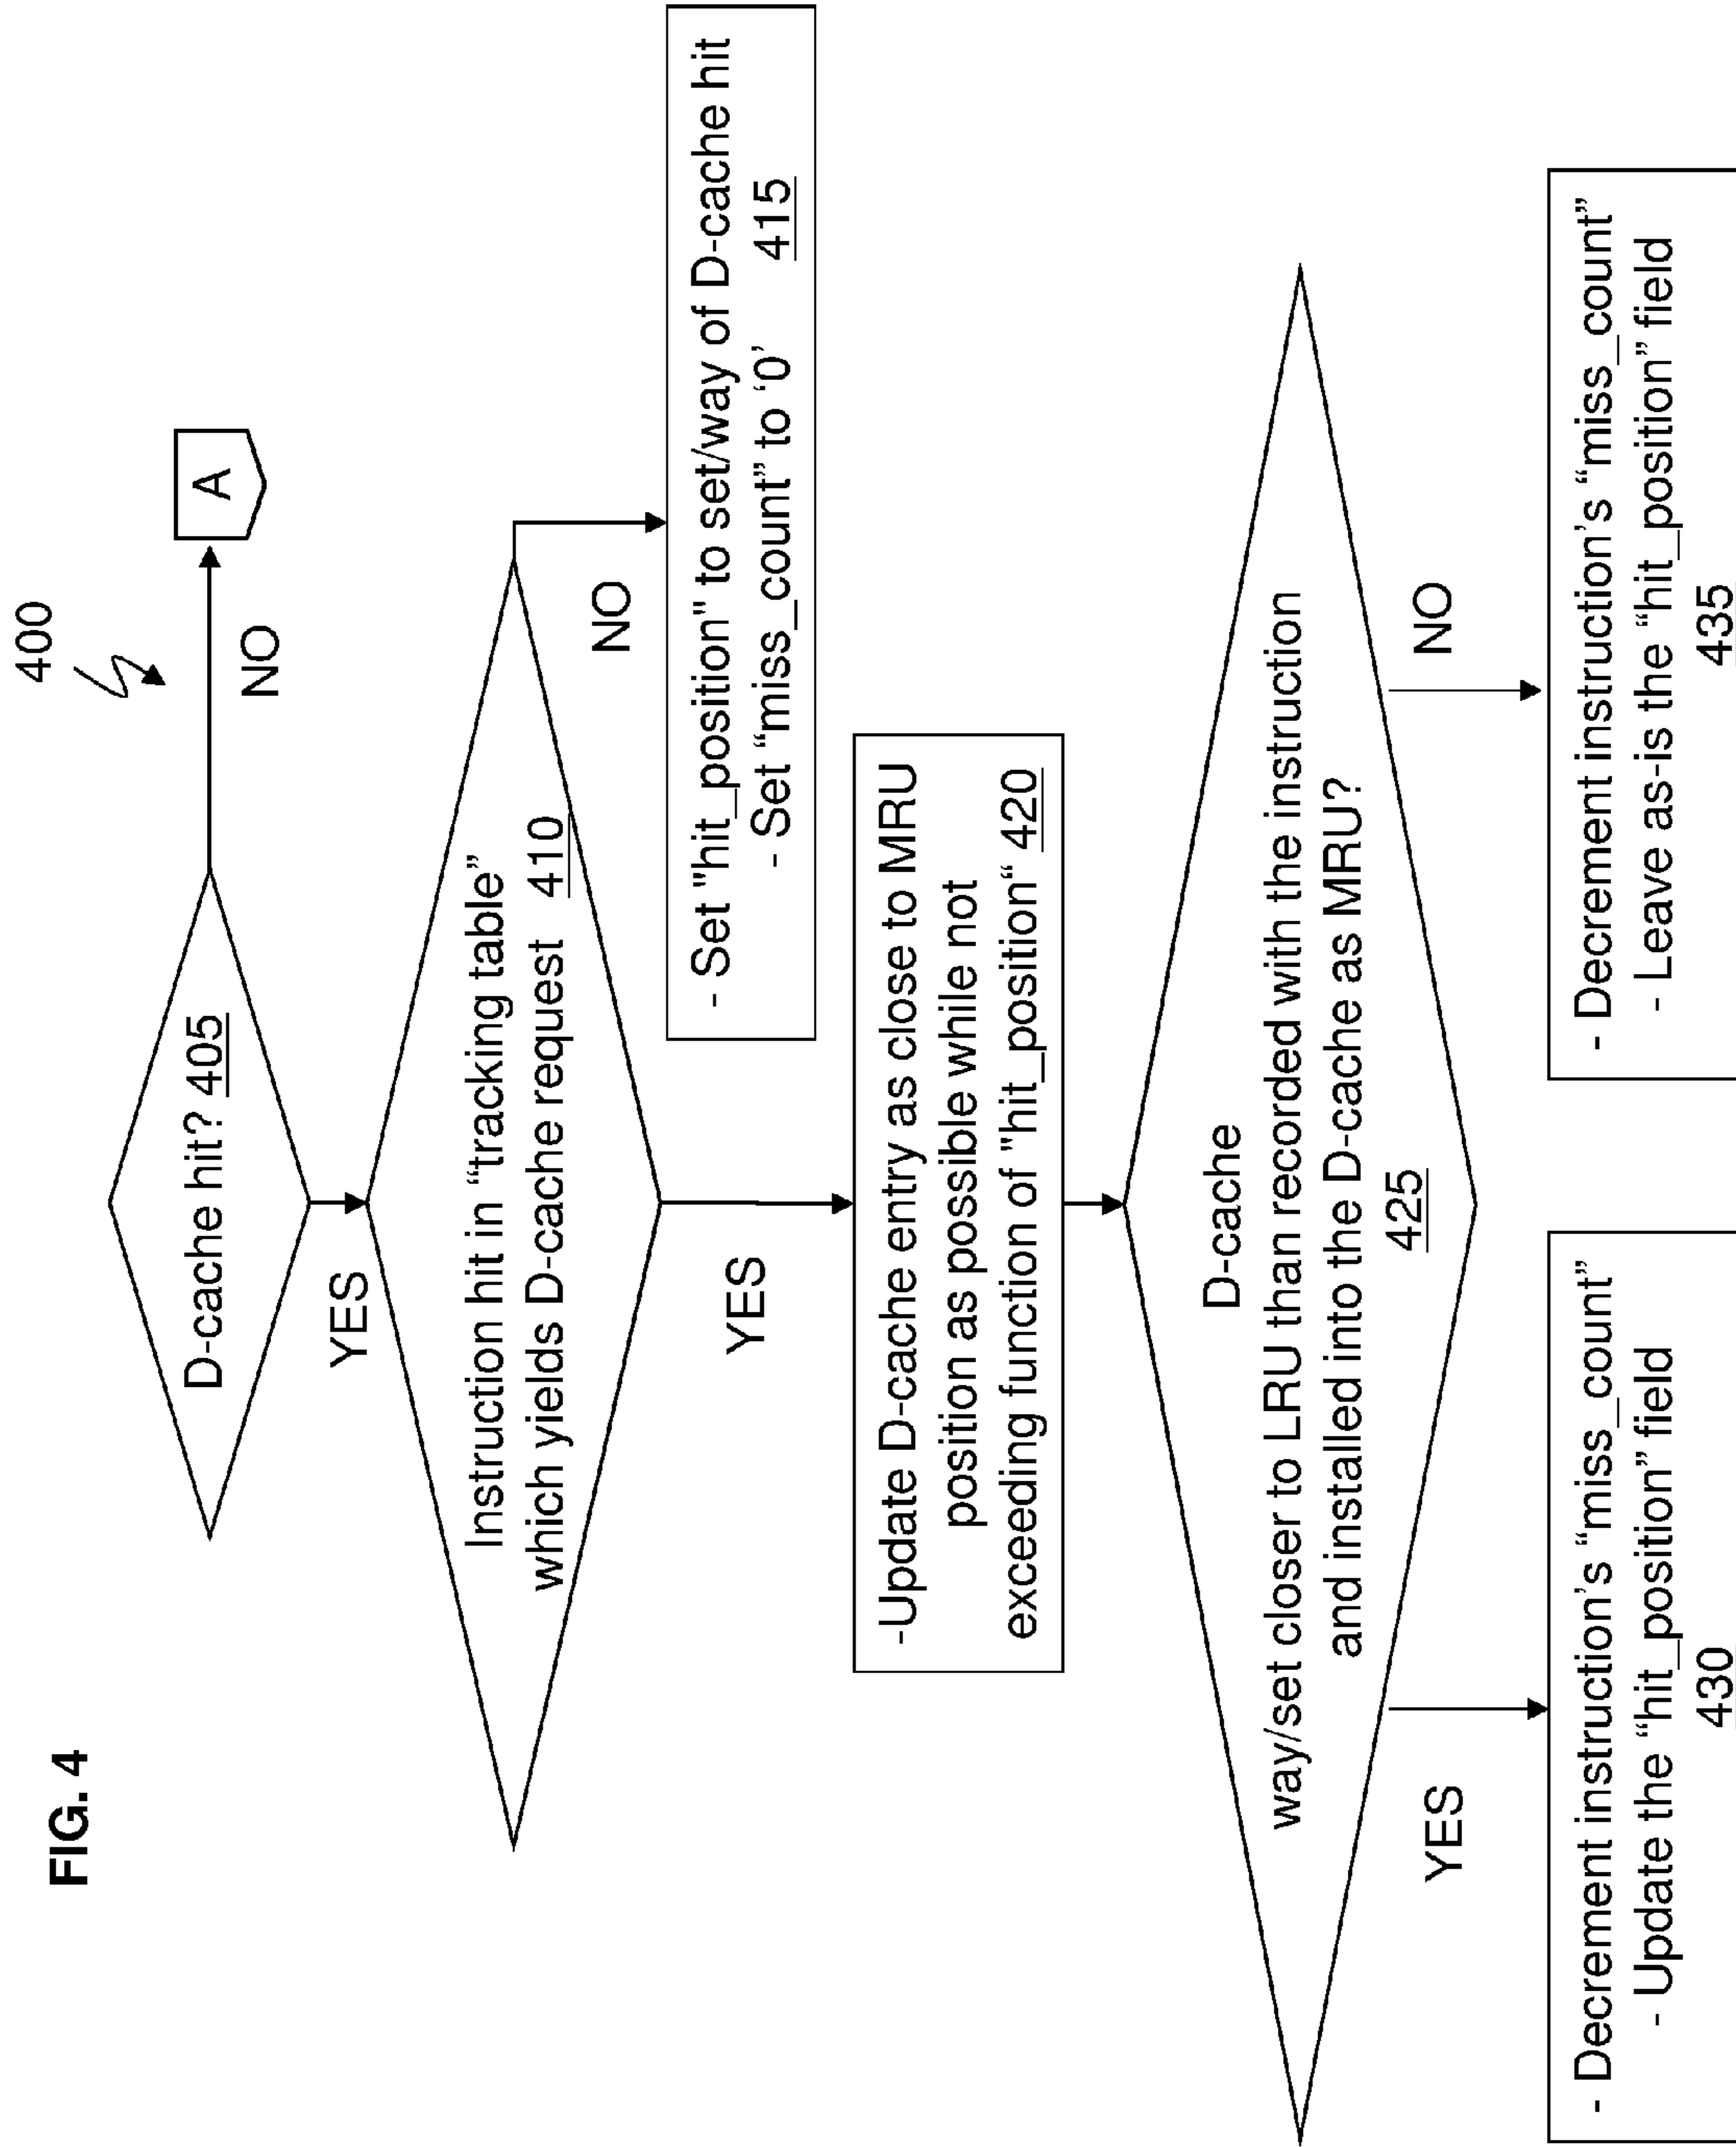 FIG. 4
400
D-cache hit? 405
NO
A
YES
Instruction hit in “tracking table”
which yields D-cache request 410
NO
- Set "hit_position" to set/way of D-cache hit
- Set “miss_count” to ‘0’ 415
YES
-Update D-cache entry as close to MRU
position as possible while not
exceeding function of "hit_position“ 420
D-cache
way/set closer to LRU than recorded with the instruction
and installed into the D-cache as MRU?
425
YES
NO
- Decrement instruction’s “miss_count”
- Update the “hit_position” field
430
- Decrement instruction’s “miss_count”
- Leave as-is the “hit_position” field
435